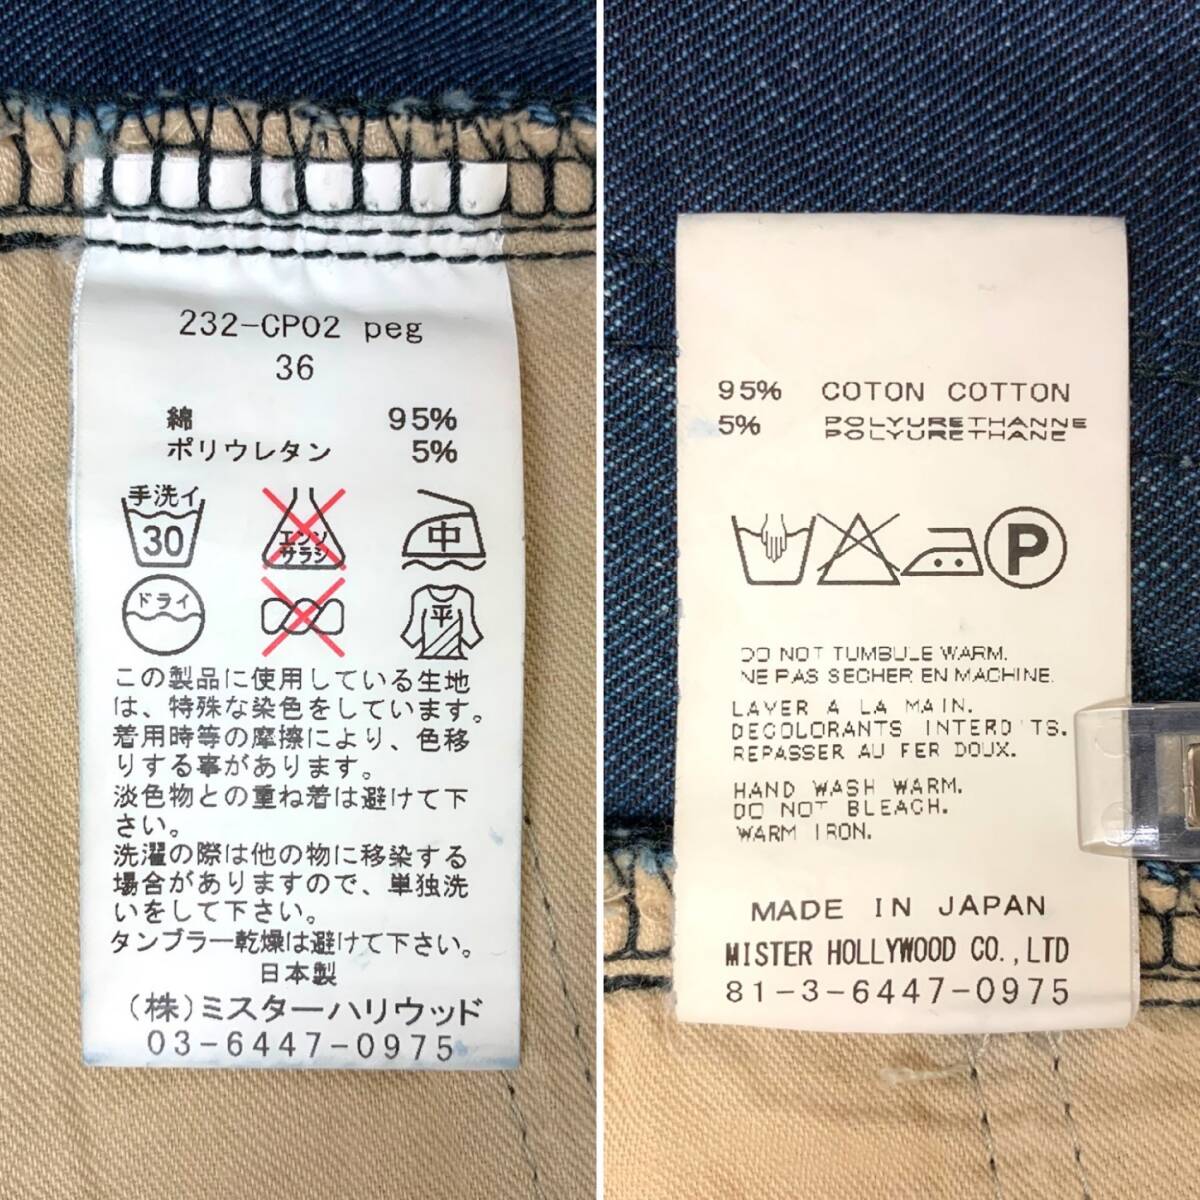 232-CP02 peg
36
綿 95%
ポリウレタン 5%
手洗イ
30
エンソ
サラシ
中
ドライ
平
この製品に使用している生地
は、特殊な染色をしています。
着用時等の摩擦により、色移
りする事があります。
淡色物との重ね着は避けて下
さい。
洗濯の際は他の物に移染する
場合がありますので、単独洗
いをして下さい。
タンブラー乾燥は避けて下さい。
日本製
(株)ミスターハリウッド
03-6447-0975
95% COTON COTTON
5% POLYURETHANNE
POLYURETHANE
P
DO NOT TUMBULE WARM.
NE PAS SECHER EN MACHINE.
LAVER A LA MAIN.
DECOLORANTS INTERDITS.
REPASSER AU FER DOUX.
HAND WASH WARM.
DO NOT BLEACH.
WARM IRON.
MADE IN JAPAN
MISTER HOLLYWOOD CO.,LTD
81-3-6447-0975